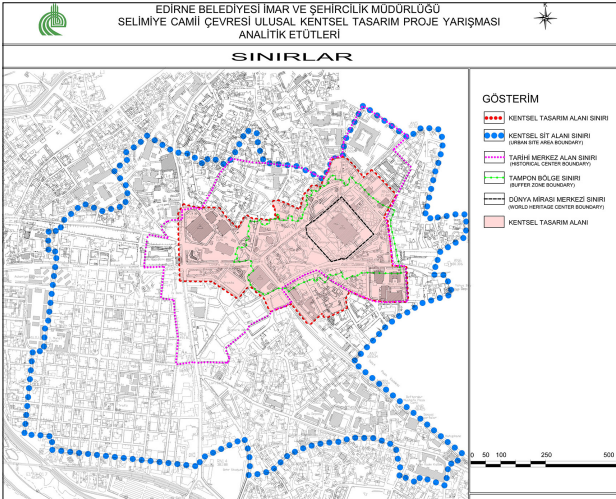 EDİRNE BELEDİYESİ İMAR VE ŞEHİRCİLİK MÜDÜRLÜĞÜ
SELİMİYE CAMİİ ÇEVRESİ ULUSAL KENTSEL TASARIM PROJE YARIŞMASI
ANALİTİK ETÜTLERİ
SINIRLAR
GÖSTERİM
KENTSEL TASARIM ALANI SINIRI
KENTSEL SİT ALANI SINIRI
(URBAN SITE AREA BOUNDARY)
TARİHİ MERKEZ ALAN SINIRI
(HISTORICAL CENTER BOUNDARY)
TAMPON BÖLGE SINIRI
(BUFFER ZONE BOUNDARY)
DÜNYA MİRASI MERKEZİ SINIRI
(WORLD HERITAGE CENTER BOUNDARY)
KENTSEL TASARIM ALANI
0 50 100 250 500